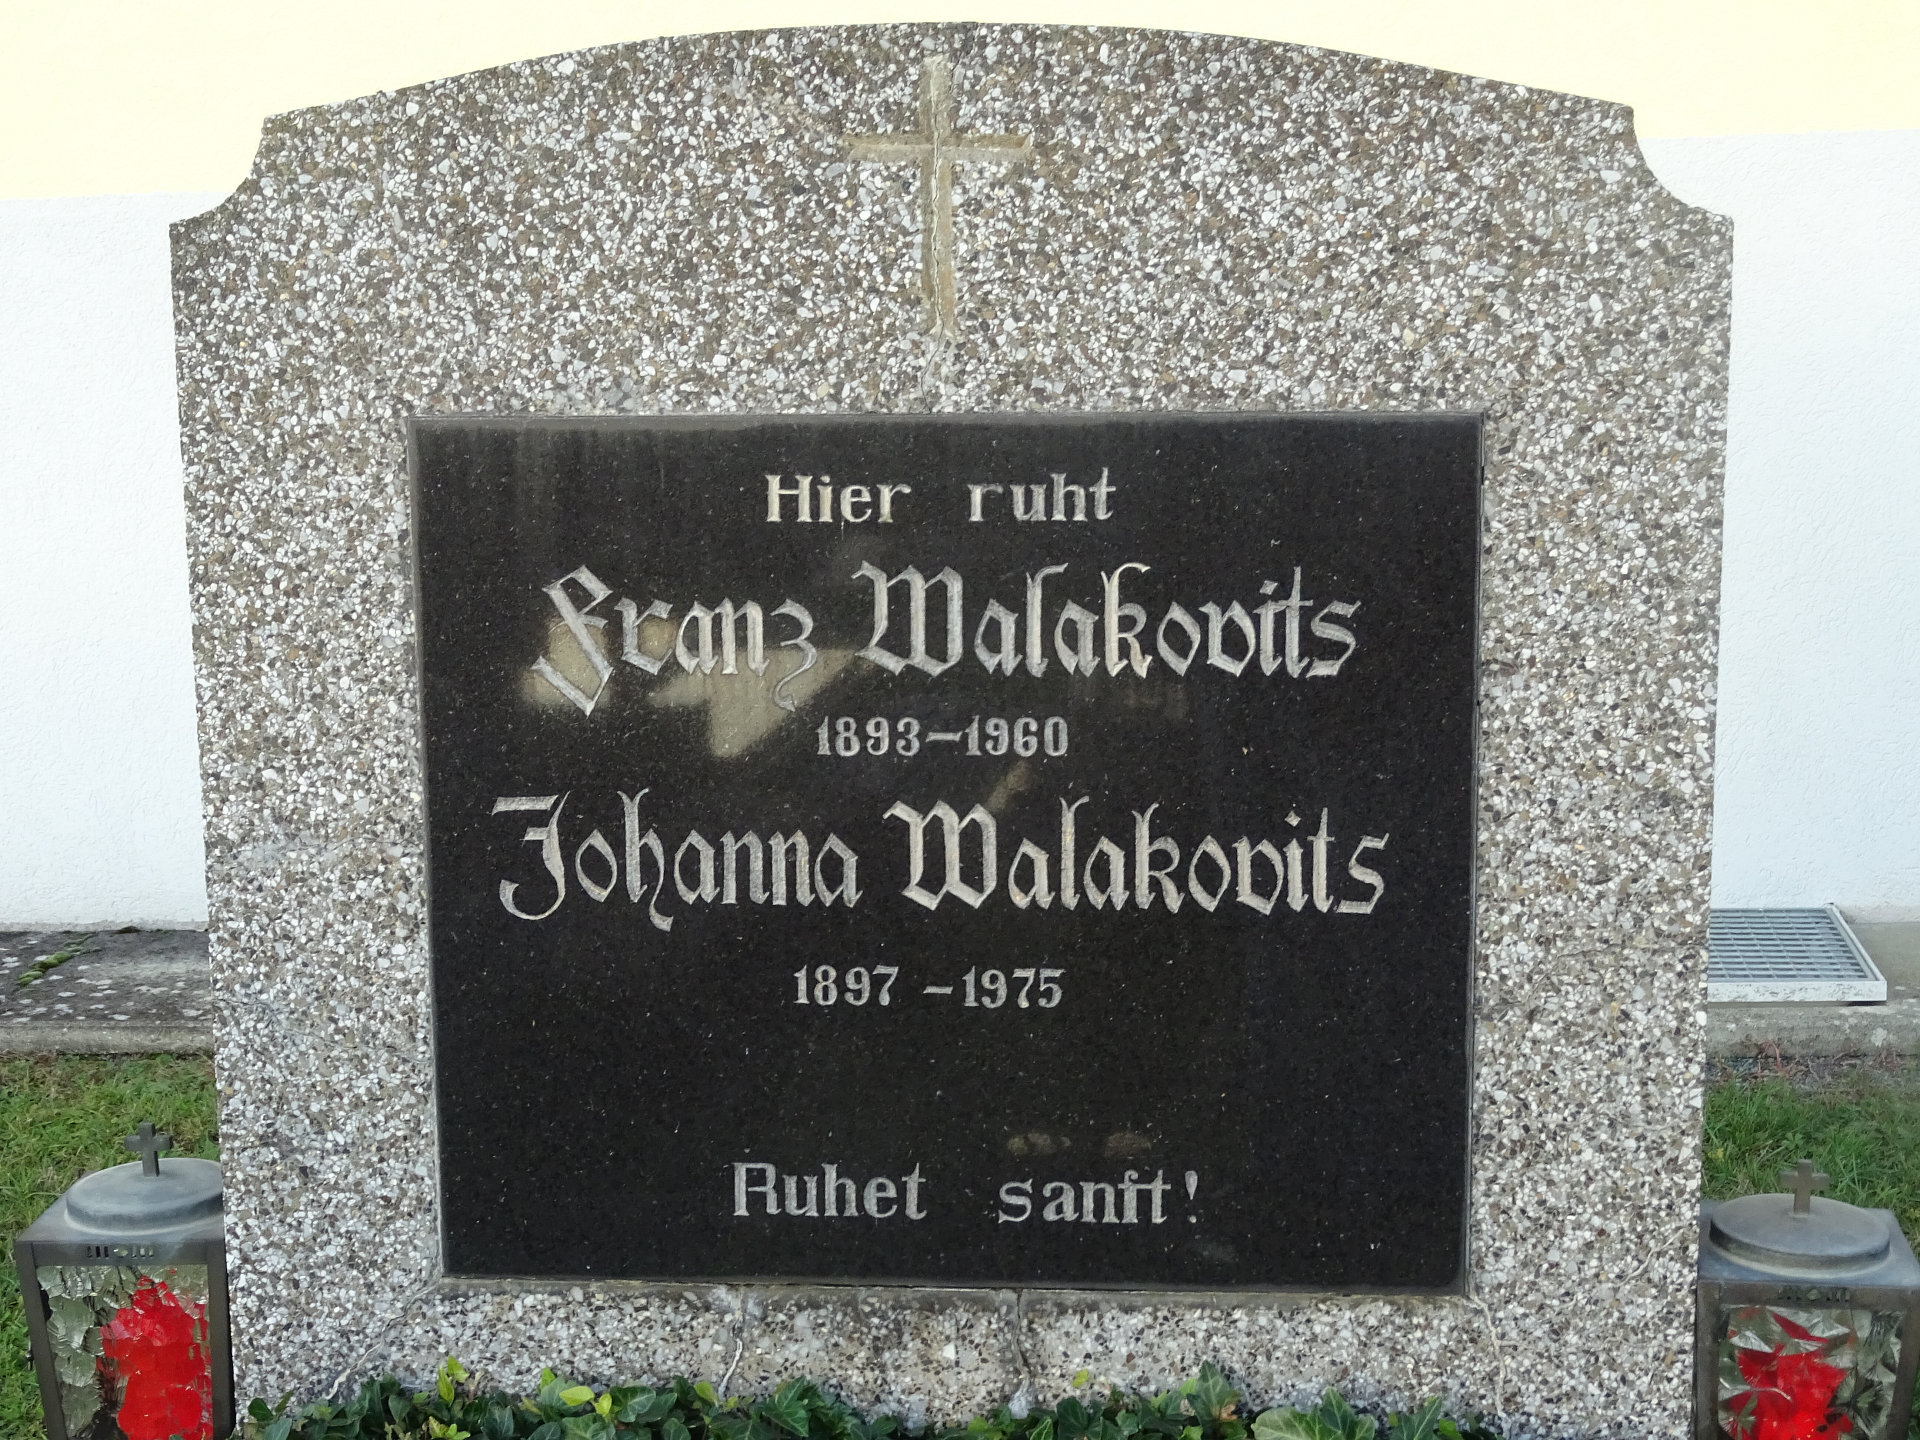 Hier ruht
Franz Walakovits
1893-1960
Johanna Walakovits
1897 -1975
Ruhet sanft!